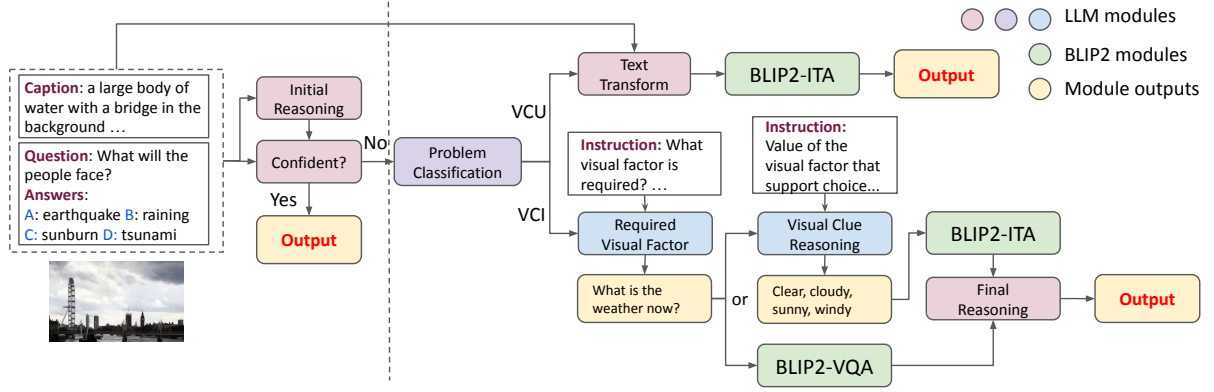 LLM modules
BLIP2 modules
Module outputs
Caption: a large body of
water with a bridge in the
background ...
Question: What will the
people face?
Answers:
A: earthquake B: raining
C: sunburn D: tsunami
Initial
Reasoning
Confident?
Yes
Output
No
Problem
Classification
VCU
Text
Transform
BLIP2-ITA
Output
VCI
Instruction: What
visual factor is
required? ...
Required
Visual Factor
What is the
weather now?
or
Instruction:
Value of the
visual factor that
support choice...
Visual Clue
Reasoning
Clear, cloudy,
sunny, windy
BLIP2-VQA
BLIP2-ITA
Final
Reasoning
Output